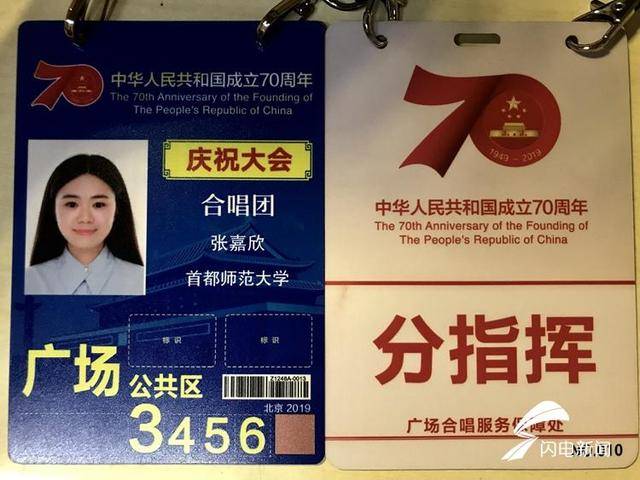 70
中华人民共和国成立70周年
The 70th Anniversary of the Founding of
The People's Republic of China
庆祝大会
合唱团
张嘉欣
首都师范大学
标识
标识
广场
公共区
Z1248A-0013
北京 2019
3456
70
1949-2019
中华人民共和国成立70周年
The 70th Anniversary of the Founding of
The People's Republic of China
分指挥
广场合唱服务保障处
闪电新闻